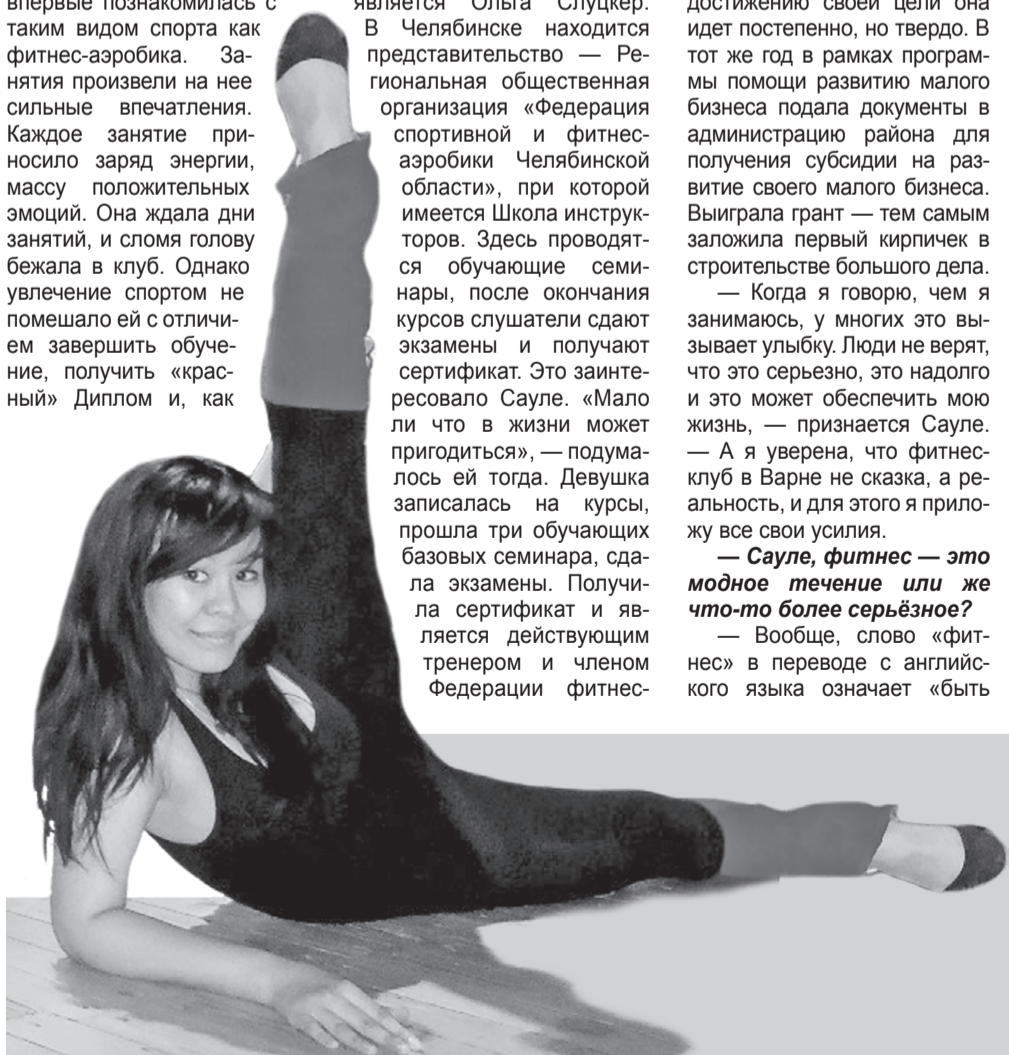 впервые познакомилась с
таким видом спорта как
фитнес-аэробика. За-
нятия произвели на нее
сильные впечатления.
Каждое занятие при-
носило заряд энергии,
массу положительных
эмоций. Она ждала дни
занятий, и сломя голову
бежала в клуб. Однако
увлечение спортом не
помешало ей с отличи-
ем завершить обуче-
ние, получить «крас-
ный» Диплом и, как
является Ольга Слуцкер.
В Челябинске находится
представительство — Ре-
гиональная общественная
организация «Федерация
спортивной и фитнес-
аэробики Челябинской
области», при которой
имеется Школа инструк-
торов. Здесь проводят-
ся обучающие семи-
нары, после окончания
курсов слушатели сдают
экзамены и получают
сертификат. Это заинте-
ресовало Сауле. «Мало
ли что в жизни может
пригодиться», — подума-
лось ей тогда. Девушка
записалась на курсы,
прошла три обучающих
базовых семинара, сда-
ла экзамены. Получи-
ла сертификат и яв-
ляется действующим
тренером и членом
Федерации фитнес-
достижению своей цели она
идет постепенно, но твердо. В
тот же год в рамках програм-
мы помощи развитию малого
бизнеса подала документы в
администрацию района для
получения субсидии на раз-
витие своего малого бизнеса.
Выиграла грант — тем самым
заложила первый кирпичек в
строительстве большого дела.
— Когда я говорю, чем я
занимаюсь, у многих это вы-
зывает улыбку. Люди не верят,
что это серьезно, это надолго
и это может обеспечить мою
жизнь, — признается Сауле.
— А я уверена, что фитнес-
клуб в Варне не сказка, а ре-
альность, и для этого я прило-
жу все свои усилия.
— Сауле, фитнес — это
модное течение или же
что-то более серьёзное?
— Вообще, слово «фит-
нес» в переводе с английс-
кого языка означает «быть